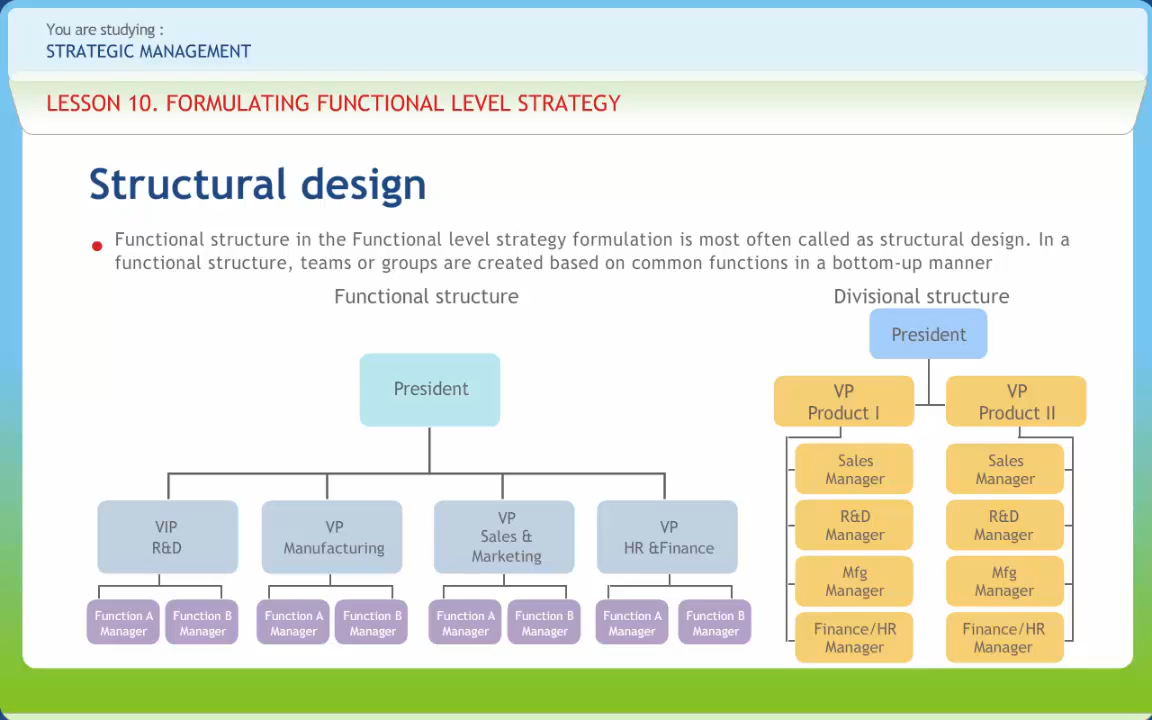 You are studying :
STRATEGIC MANAGEMENT
LESSON 10. FORMULATING FUNCTIONAL LEVEL STRATEGY
Structural design
Functional structure in the Functional level strategy formulation is most often called as structural design. In a
functional structure, teams or groups are created based on common functions in a bottom-up manner
Functional structure
President
VIP
R&D
VP
Manufacturing
VP
Sales &
Marketing
VP
HR &Finance
Function A
Manager
Function B
Manager
Function A
Manager
Function B
Manager
Function A
Manager
Function B
Manager
Function A
Manager
Function B
Manager
Divisional structure
President
VP
Product I
VP
Product II
Sales
Manager
R&D
Manager
Mfg
Manager
Finance/HR
Manager
Sales
Manager
R&D
Manager
Mfg
Manager
Finance/HR
Manager